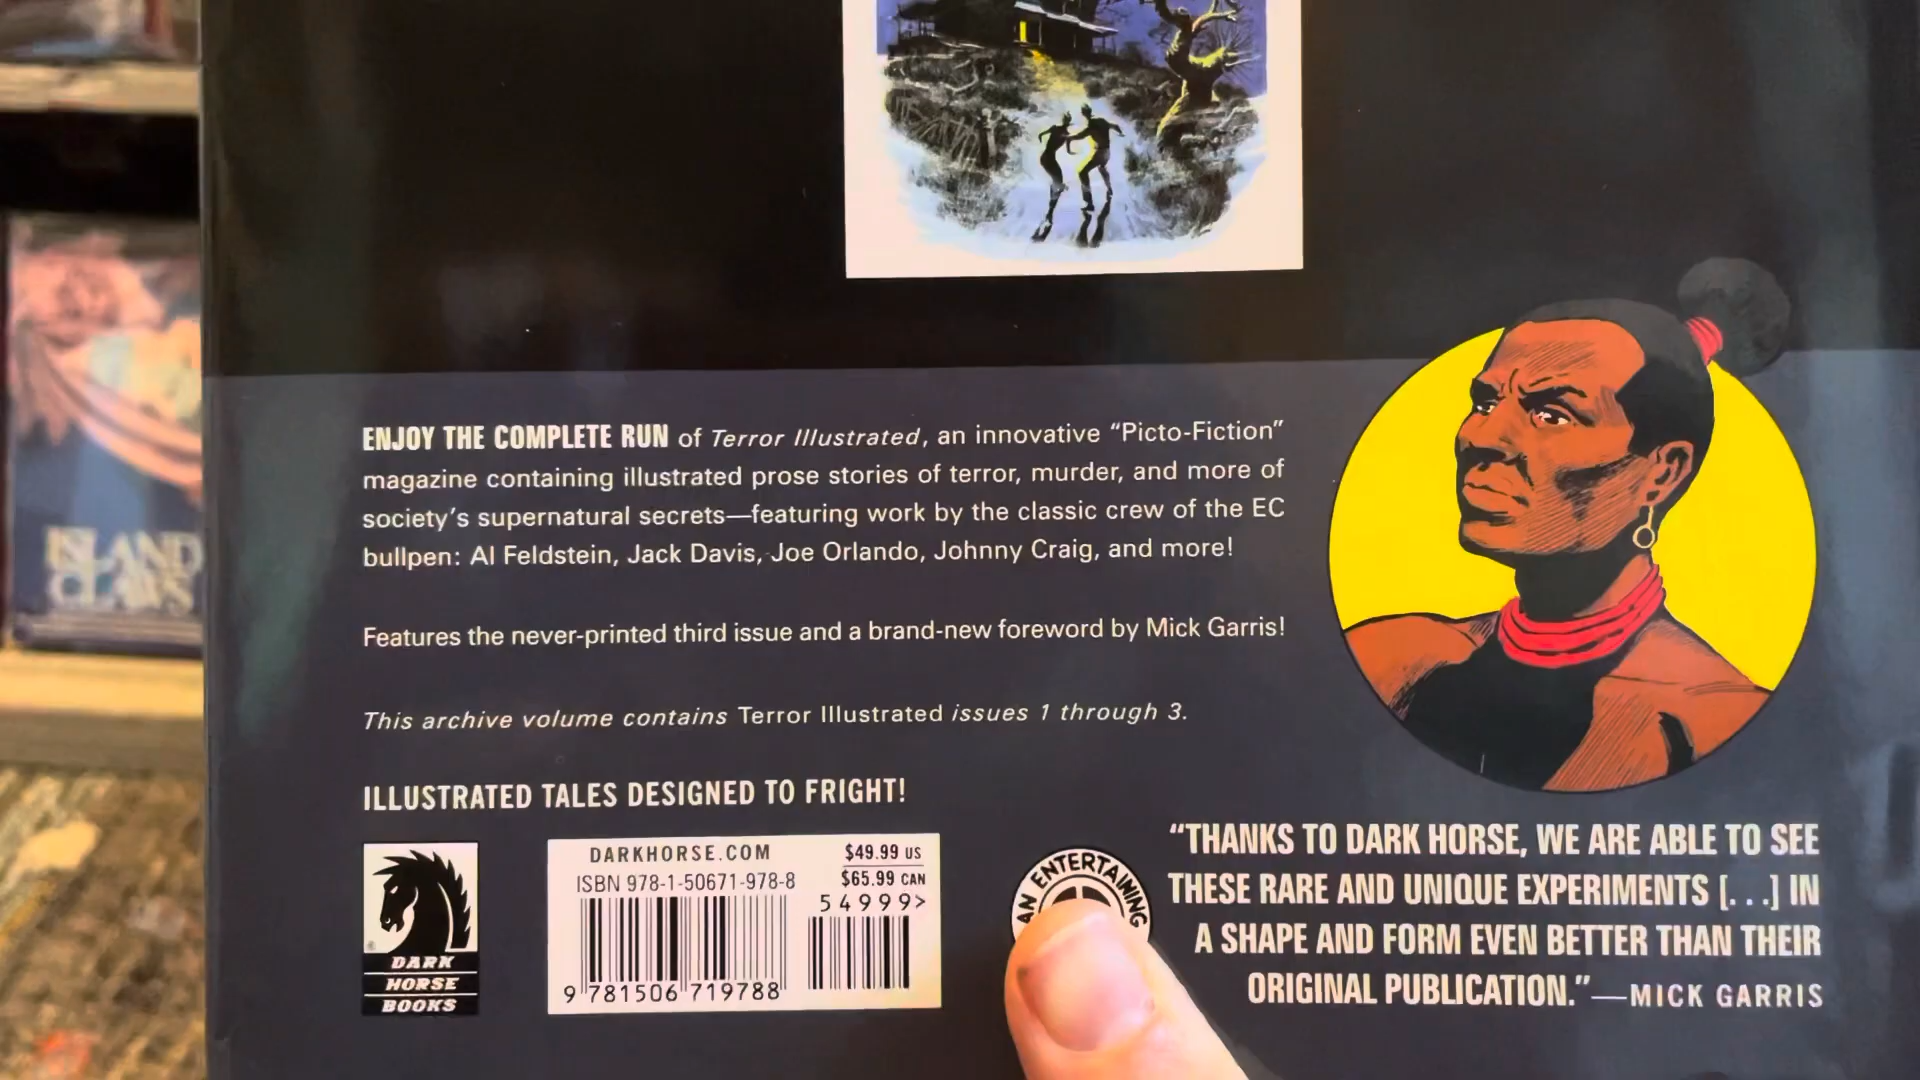 ISLAND
CLAWS
ENJOY THE COMPLETE RUN of Terror Illustrated, an innovative “Picto-Fiction”
magazine containing illustrated prose stories of terror, murder, and more of
society’s supernatural secrets—featuring work by the classic crew of the EC
bullpen: Al Feldstein, Jack Davis, Joe Orlando, Johnny Craig, and more!
Features the never-printed third issue and a brand-new foreword by Mick Garris!
This archive volume contains Terror Illustrated issues 1 through 3.
ILLUSTRATED TALES DESIGNED TO FRIGHT!
DARK
HORSE
BOOKS
DARKHORSE.COM
ISBN 978-1-50671-978-8
$49.99 US
$65.99 CAN
54999>
9 781506 719788
AN ENTERTAINING
“THANKS TO DARK HORSE, WE ARE ABLE TO SEE
THESE RARE AND UNIQUE EXPERIMENTS [...] IN
A SHAPE AND FORM EVEN BETTER THAN THEIR
ORIGINAL PUBLICATION.”—MICK GARRIS